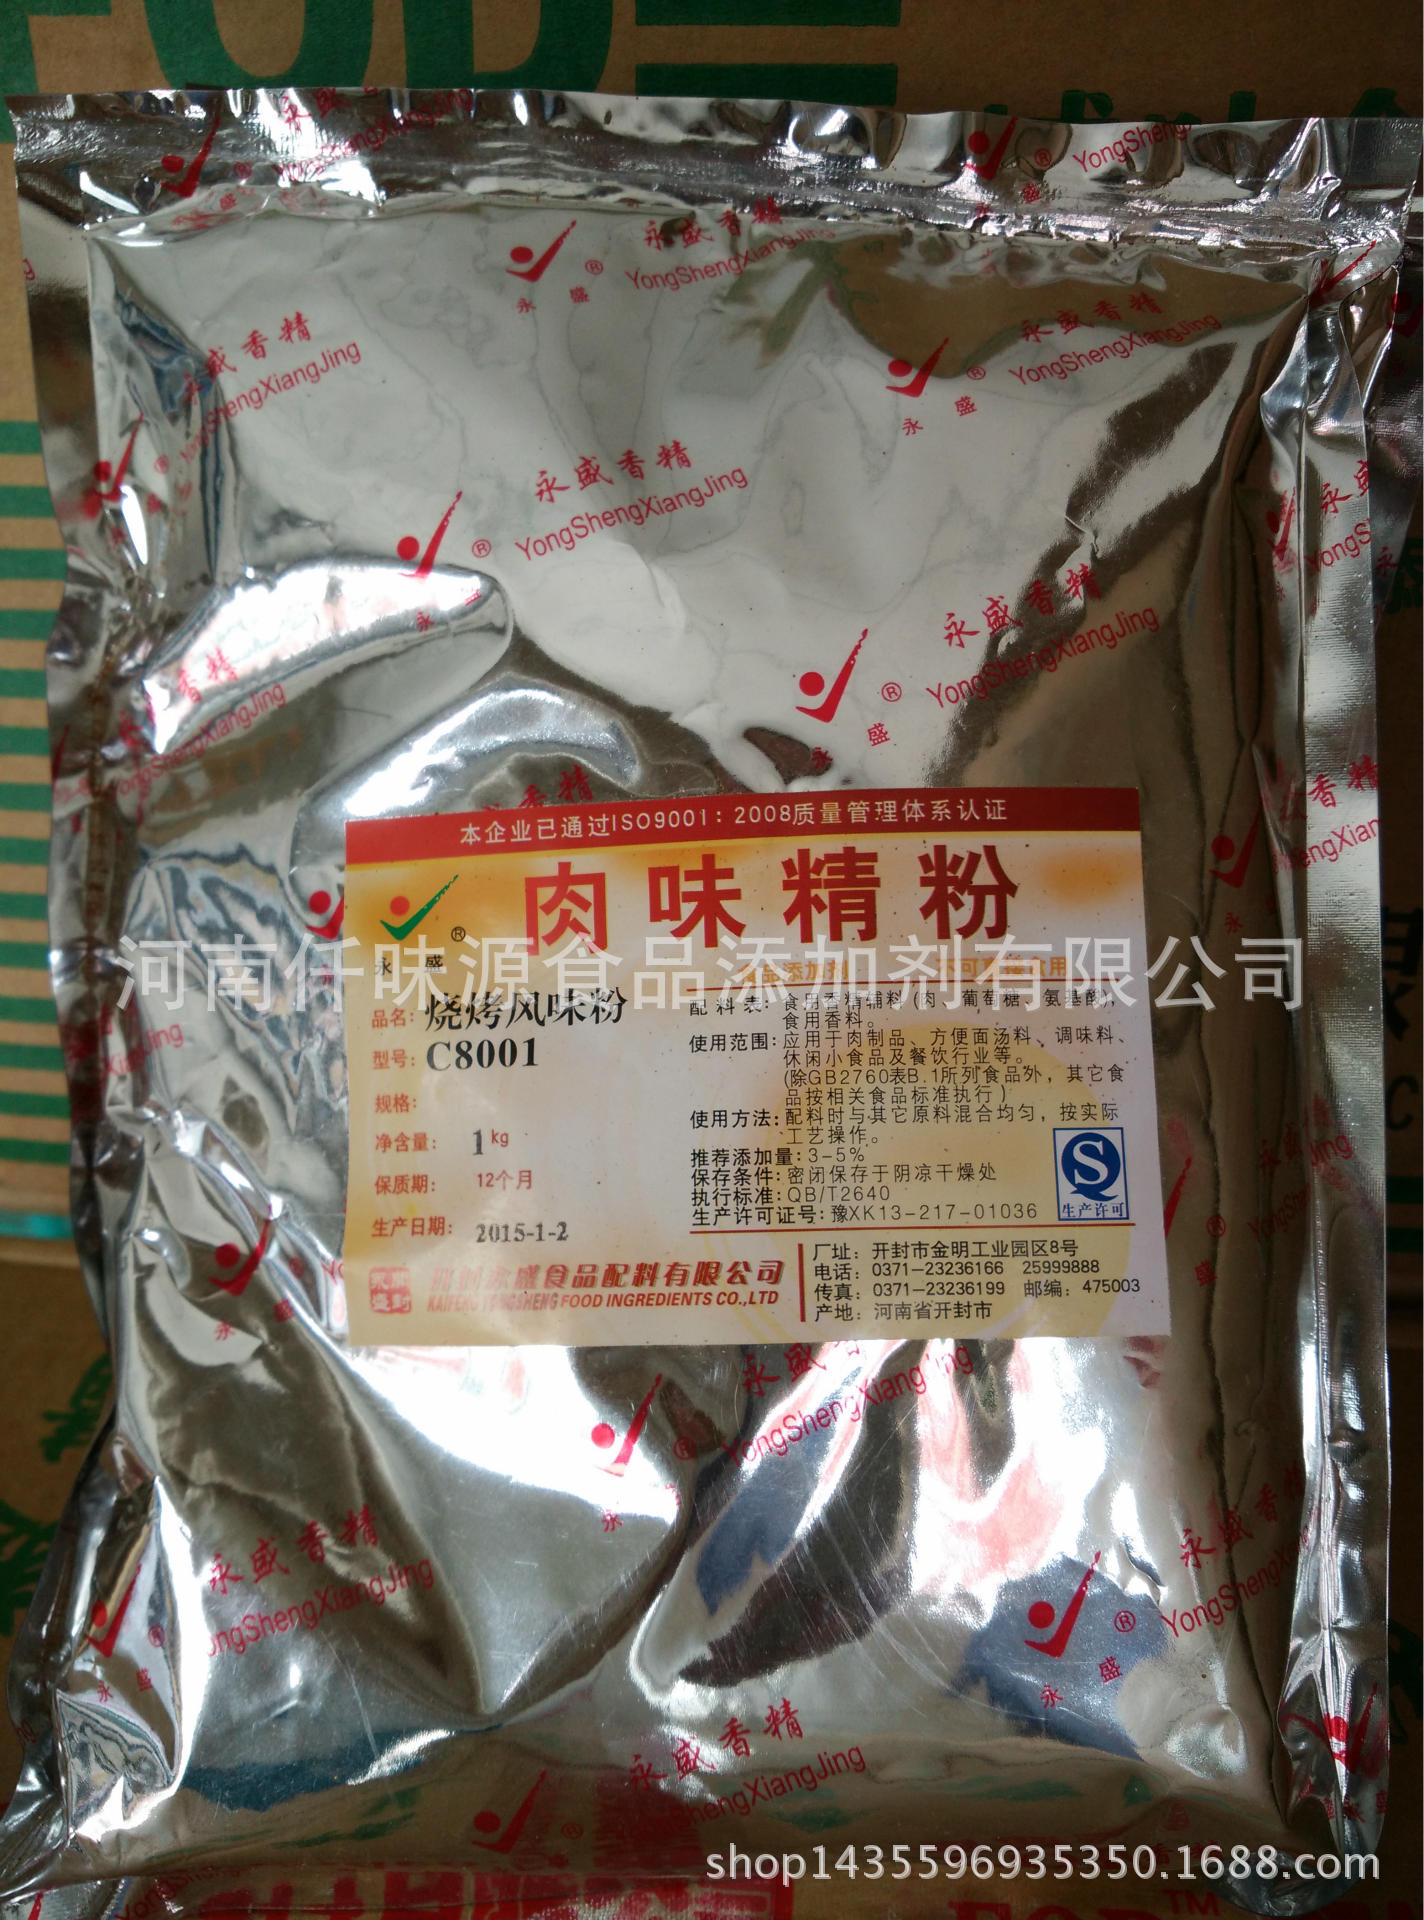 永盛香精
YongShengXiangJing
永盛
本企业已通过ISO9001：2008质量管理体系认证
肉味精粉
永盛
®
河南仟味源食品添加剂有限公司
品名：烧烤风味粉
型号：C8001
规格：
净含量：1kg
保质期：12个月
生产日期：2015-1-2
配料表：食用香精辅料(肉、葡萄糖、氨基酸)，
食用香料。
使用范围：应用于肉制品、方便面汤料、调味料、
休闲小食品及餐饮行业等。
(除GB2760表B.1所列食品外，其它食
品按相关食品标准执行)
使用方法：配料时与其它原料混合均匀，按实际
工艺操作。
推荐添加量：3-5%
保存条件：密闭保存于阴凉干燥处
执行标准：QB/T2640
生产许可证号：豫XK13-217-01036
生产许可
开封永盛食品配料有限公司
KAIFENG YONGSHENG FOOD INGREDIENTS CO.,LTD
厂址：开封市金明工业园区8号
电话：0371-23236166 25999888
传真：0371-23236199 邮编：475003
产地：河南省开封市
shop1435596935350.1688.com